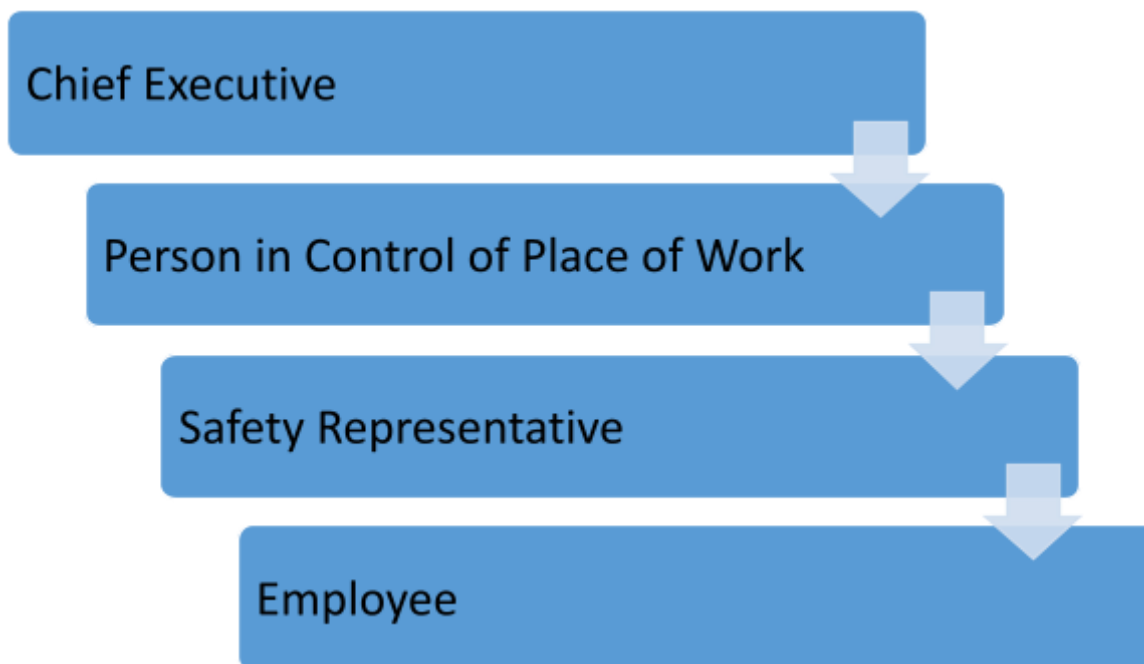 Chief Executive
Person in Control of Place of Work
Safety Representative
Employee